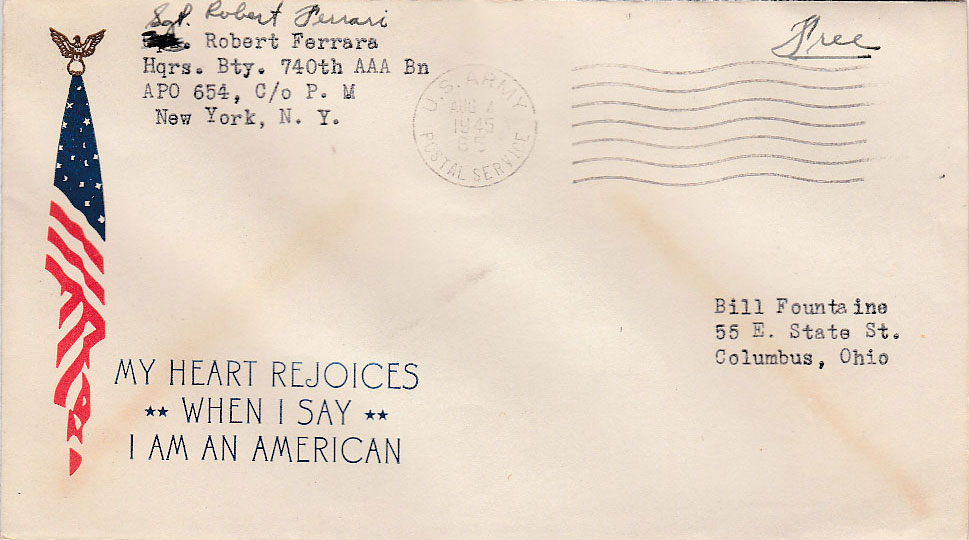 Sgt. Robert Ferrari
Robert Ferrara
Hqrs. Bty. 740th AAA Bn
APO 654, C/o P. M
New York, N. Y.
Free
U.S. ARMY
AUG 4
1945
POSTAL SERVICE
Bill Fountaine
55 E. State St.
Columbus, Ohio
MY HEART REJOICES
★★ WHEN I SAY ★★
I AM AN AMERICAN